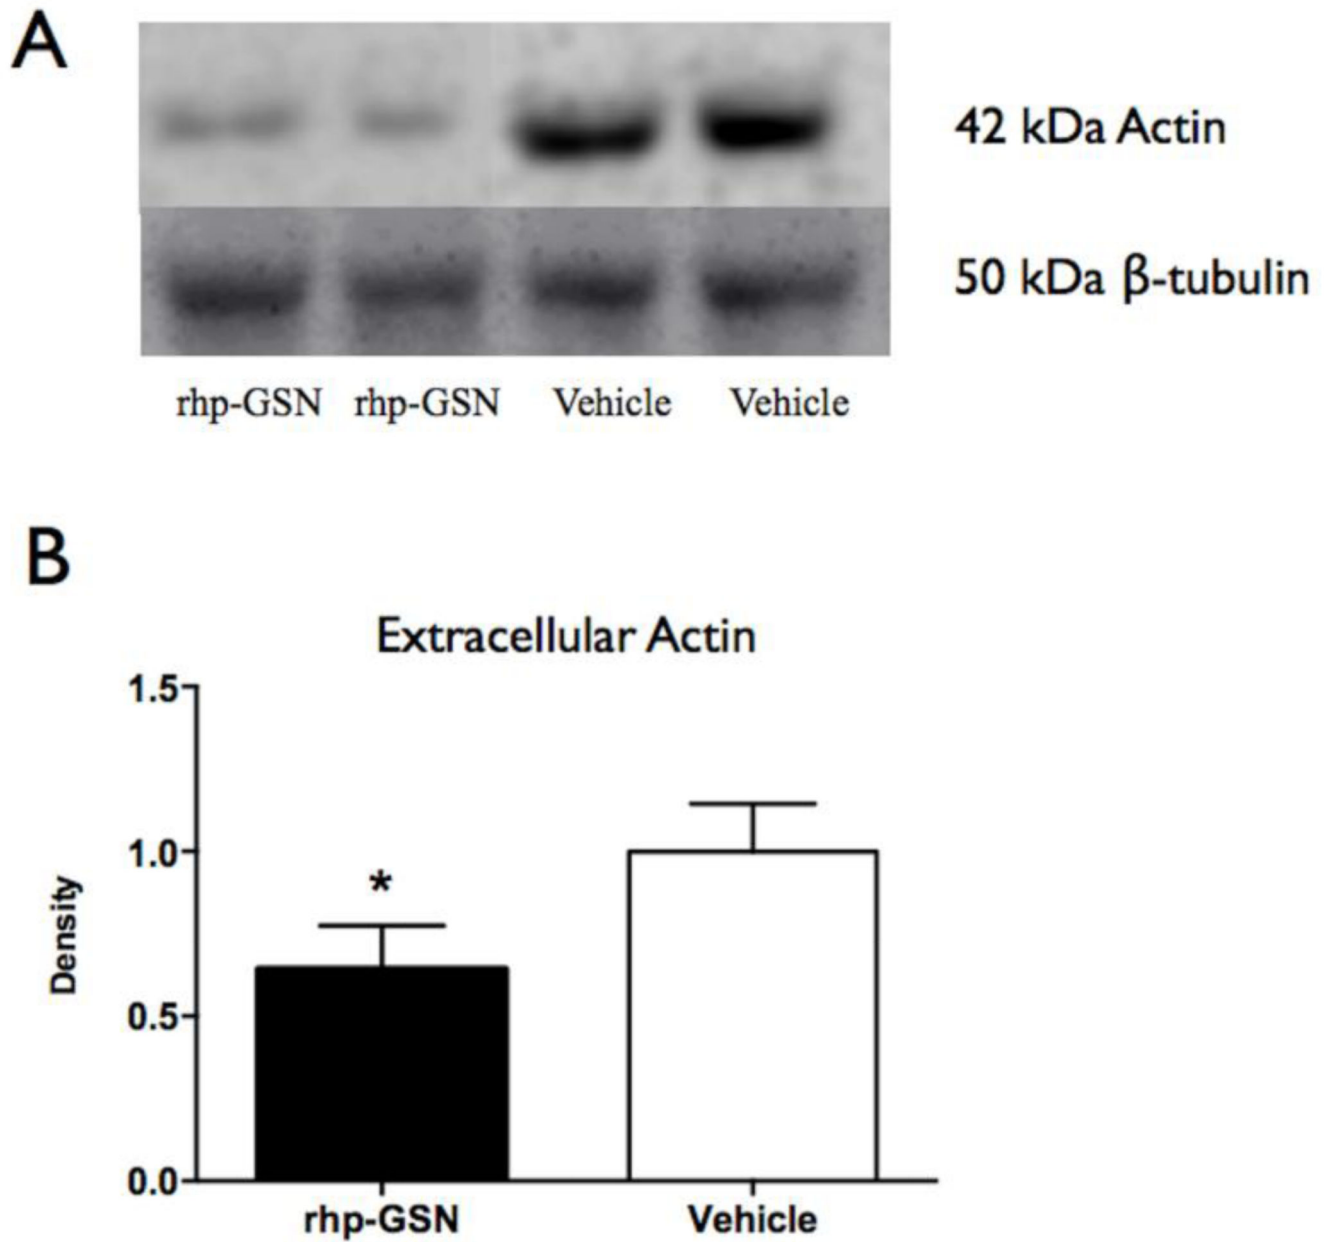 A
42 kDa Actin
50 kDa β-tubulin
rhp-GSN rhp-GSN Vehicle Vehicle
B
Extracellular Actin
1.5
1.0
0.5
0.0
Density
*
rhp-GSN Vehicle